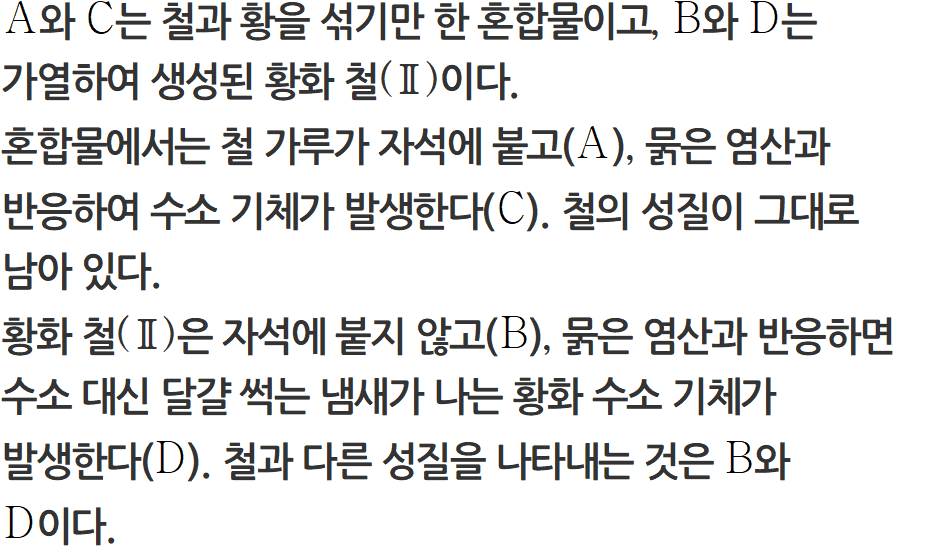 A와 C는 철과 황을 섞기만 한 혼합물이고, B와 D는
가열하여 생성된 황화 철(Ⅱ)이다.
혼합물에서는 철 가루가 자석에 붙고(A), 묽은 염산과
반응하여 수소 기체가 발생한다(C). 철의 성질이 그대로
남아 있다.
황화 철(Ⅱ)은 자석에 붙지 않고(B), 묽은 염산과 반응하면
수소 대신 달걀 썩는 냄새가 나는 황화 수소 기체가
발생한다(D). 철과 다른 성질을 나타내는 것은 B와
D이다.